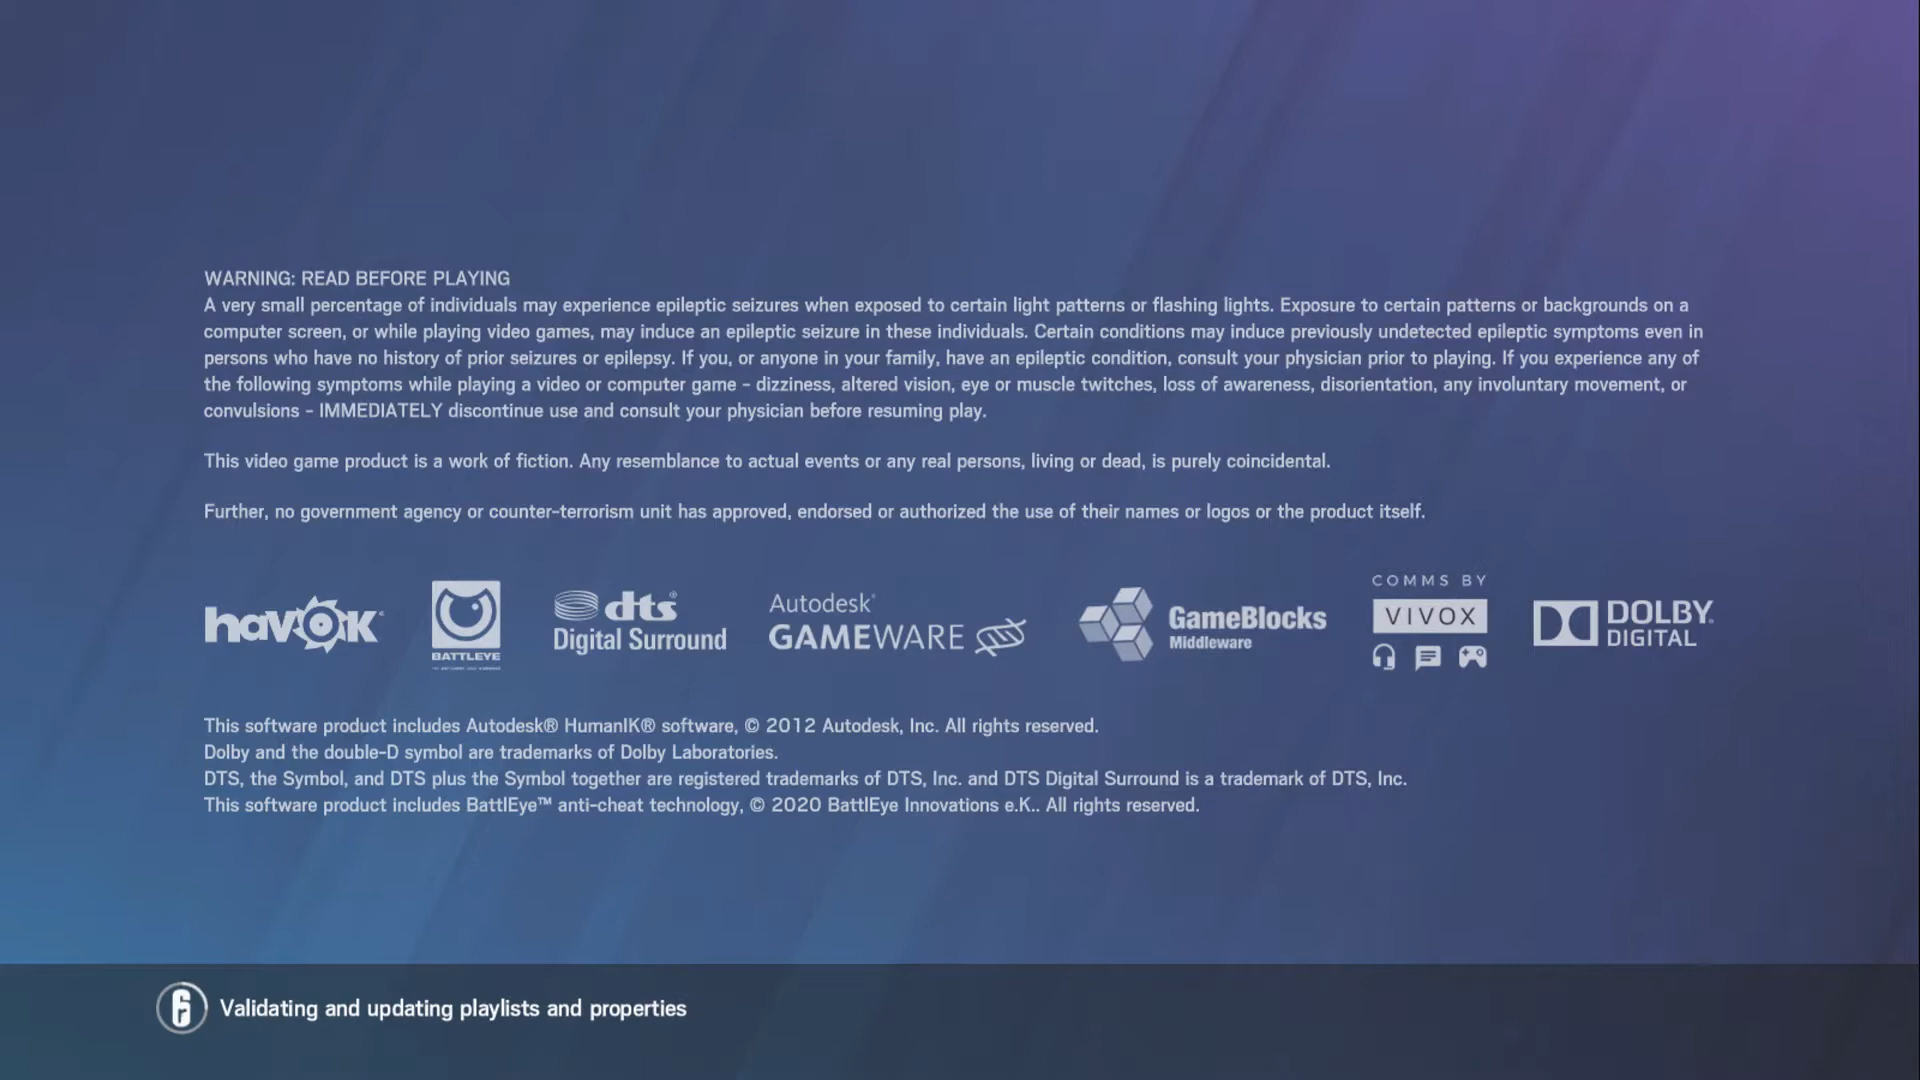 WARNING: READ BEFORE PLAYING
A very small percentage of individuals may experience epileptic seizures when exposed to certain light patterns or flashing lights. Exposure to certain patterns or backgrounds on a
computer screen, or while playing video games, may induce an epileptic seizure in these individuals. Certain conditions may induce previously undetected epileptic symptoms even in
persons who have no history of prior seizures or epilepsy. If you, or anyone in your family, have an epileptic condition, consult your physician prior to playing. If you experience any of
the following symptoms while playing a video or computer game - dizziness, altered vision, eye or muscle twitches, loss of awareness, disorientation, any involuntary movement, or
convulsions - IMMEDIATELY discontinue use and consult your physician before resuming play.
This video game product is a work of fiction. Any resemblance to actual events or any real persons, living or dead, is purely coincidental.
Further, no government agency or counter-terrorism unit has approved, endorsed or authorized the use of their names or logos or the product itself.
havok
BATTLEYE
dts®
Digital Surround
Autodesk®
GAMEWARE
GameBlocks
Middleware
COMMS BY
VIVOX
DOLBY®
DIGITAL
This software product includes Autodesk® HumanIK® software, © 2012 Autodesk, Inc. All rights reserved.
Dolby and the double-D symbol are trademarks of Dolby Laboratories.
DTS, the Symbol, and DTS plus the Symbol together are registered trademarks of DTS, Inc. and DTS Digital Surround is a trademark of DTS, Inc.
This software product includes BattlEye™ anti-cheat technology, © 2020 BattlEye Innovations e.K.. All rights reserved.
Validating and updating playlists and properties